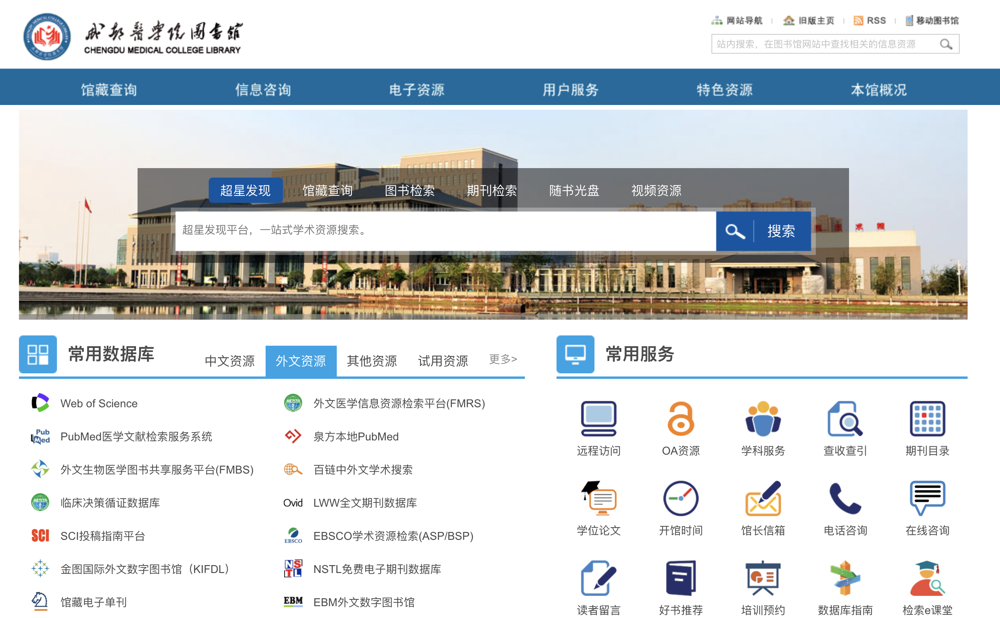 成都医学院图书馆
CHENGDU MEDICAL COLLEGE LIBRARY
网站导航 旧版主页 RSS 移动图书馆
站内搜索，在图书馆网站中查找相关的信息资源
馆藏查询 信息咨询 电子资源 用户服务 特色资源 本馆概况
超星发现 馆藏查询 图书检索 期刊检索 随书光盘 视频资源
超星发现平台，一站式学术资源搜索。 搜索
常用数据库 中文资源 外文资源 其他资源 试用资源 更多>
Web of Science
METSTR 外文医学信息资源检索平台(FMRS)
PubMed PubMed医学文献检索服务系统
泉方本地PubMed
外文生物医学图书共享服务平台(FMBS)
百链中外文学术搜索
METSTR 临床决策循证数据库
Ovid LWW全文期刊数据库
SCI SCI投稿指南平台
EBSCO EBSCO学术资源检索(ASP/BSP)
金图国际外文数字图书馆（KIFDL）
NSTL NSTL免费电子期刊数据库
馆藏电子单刊
EBM EBM外文数字图书馆
常用服务
远程访问 OA资源 学科服务 查收查引 期刊目录
学位论文 开馆时间 馆长信箱 电话咨询 在线咨询
读者留言 好书推荐 培训预约 数据库指南 检索e课堂